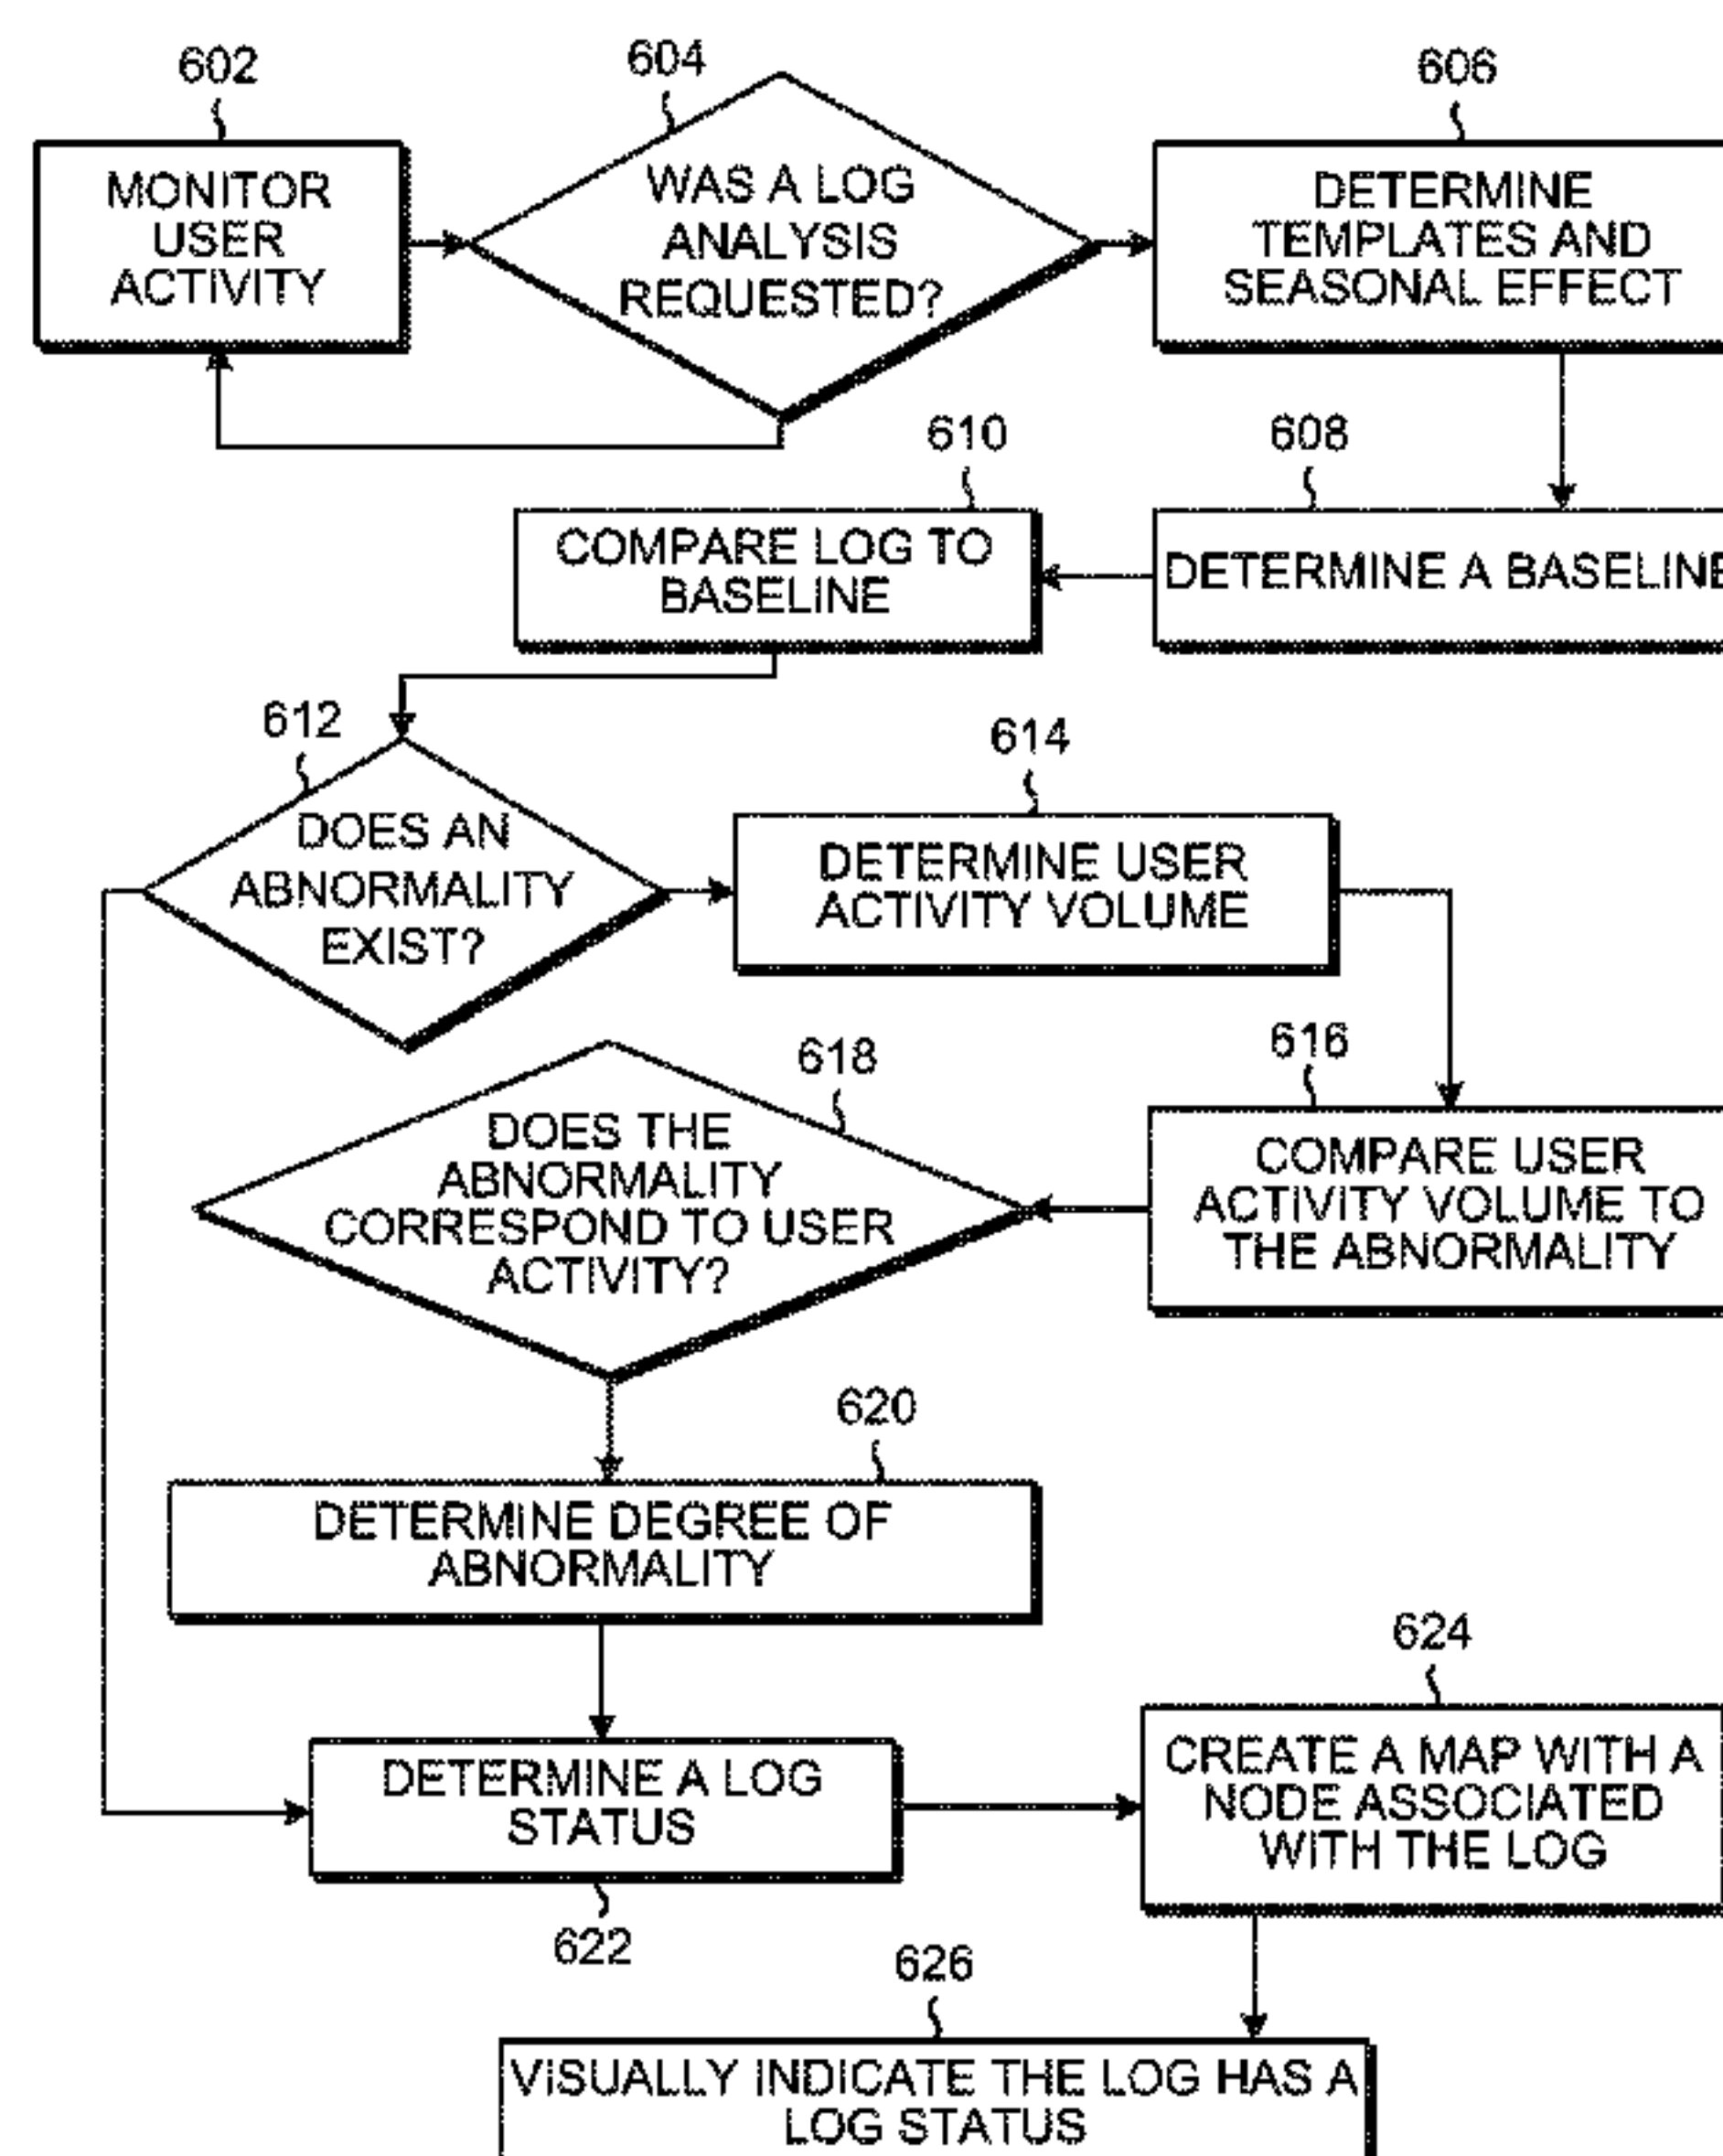 602
MONITOR
USER
ACTIVITY
604
WAS A LOG
ANALYSIS
REQUESTED?
606
DETERMINE
TEMPLATES AND
SEASONAL EFFECT
608
DETERMINE A BASELINE
610
COMPARE LOG TO
BASELINE
612
DOES AN
ABNORMALITY
EXIST?
614
DETERMINE USER
ACTIVITY VOLUME
616
COMPARE USER
ACTIVITY VOLUME TO
THE ABNORMALITY
618
DOES THE
ABNORMALITY
CORRESPOND TO USER
ACTIVITY?
620
DETERMINE DEGREE OF
ABNORMALITY
DETERMINE A LOG
STATUS
622
624
CREATE A MAP WITH A
NODE ASSOCIATED
WITH THE LOG
626
VISUALLY INDICATE THE LOG HAS A
LOG STATUS